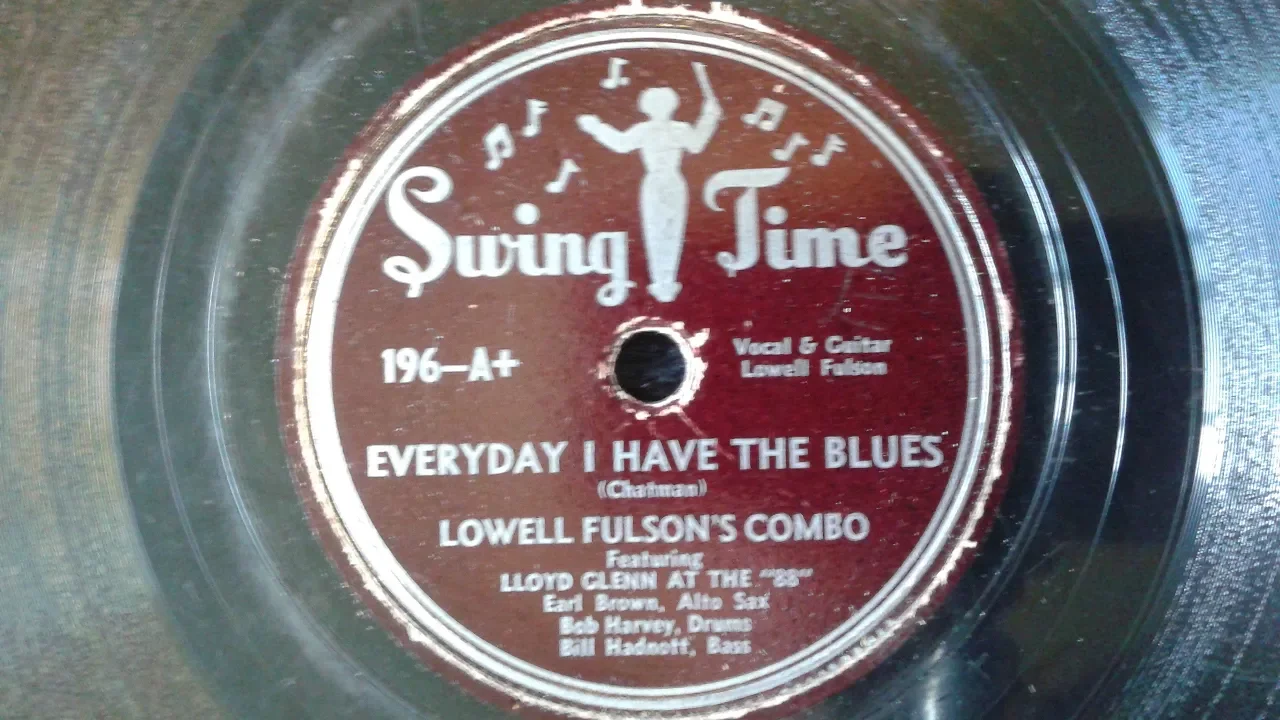 Swing Time
196-A+
Vocal & Guitar
Lowell Fulson
EVERYDAY I HAVE THE BLUES
(Chatman)
LOWELL FULSON'S COMBO
Featuring
LLOYD GLENN AT THE "88"
Earl Brown, Alto Sax
Bob Harvey, Drums
Bill Hadnott, Bass